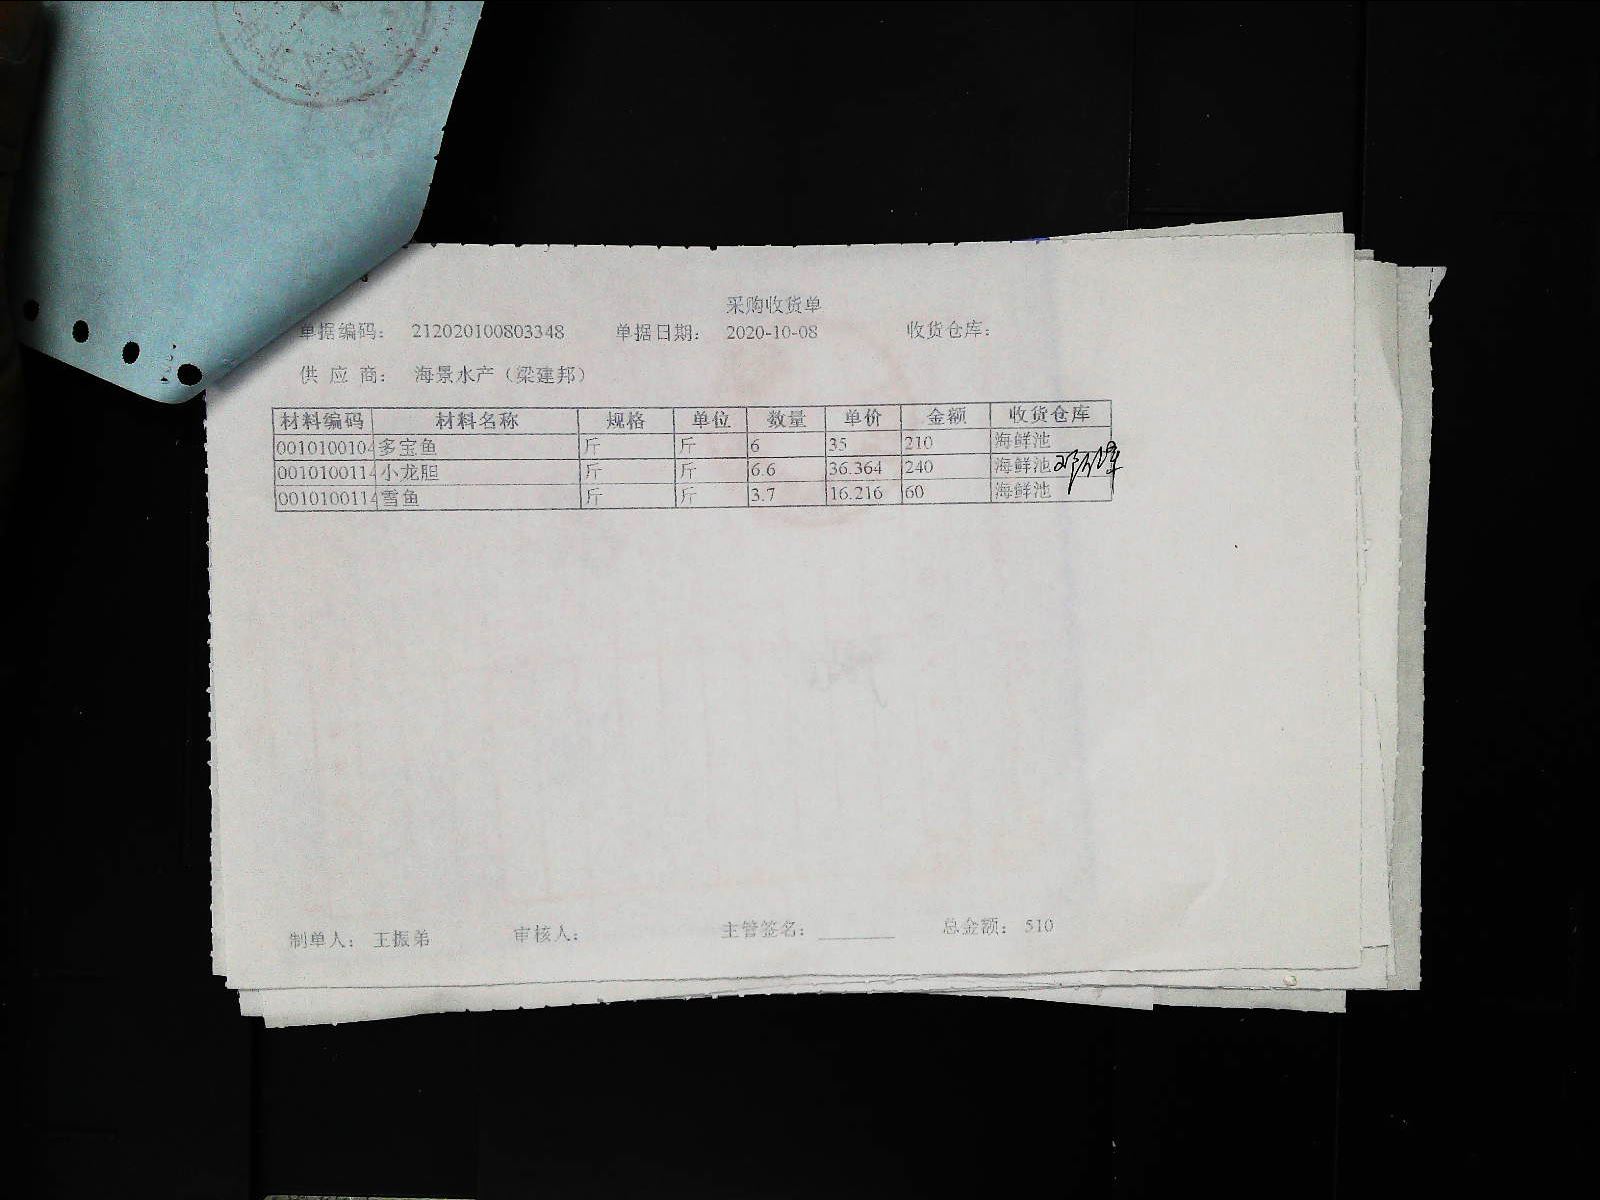 采购收货单
单据编码： 212020100803348 单据日期： 2020-10-08 收货仓库：
供 应 商： 海景水产（梁建邦）
材料编码 材料名称 规格 单位 数量 单价 金额 收货仓库
0010100104 多宝鱼 斤 斤 6 35 210 海鲜池
0010100114 小龙胆 斤 斤 6.6 36.364 240 海鲜池
0010100114 雪鱼 斤 斤 3.7 16.216 60 海鲜池
制单人： 王振弟 审核人： 主管签名： 总金额： 510